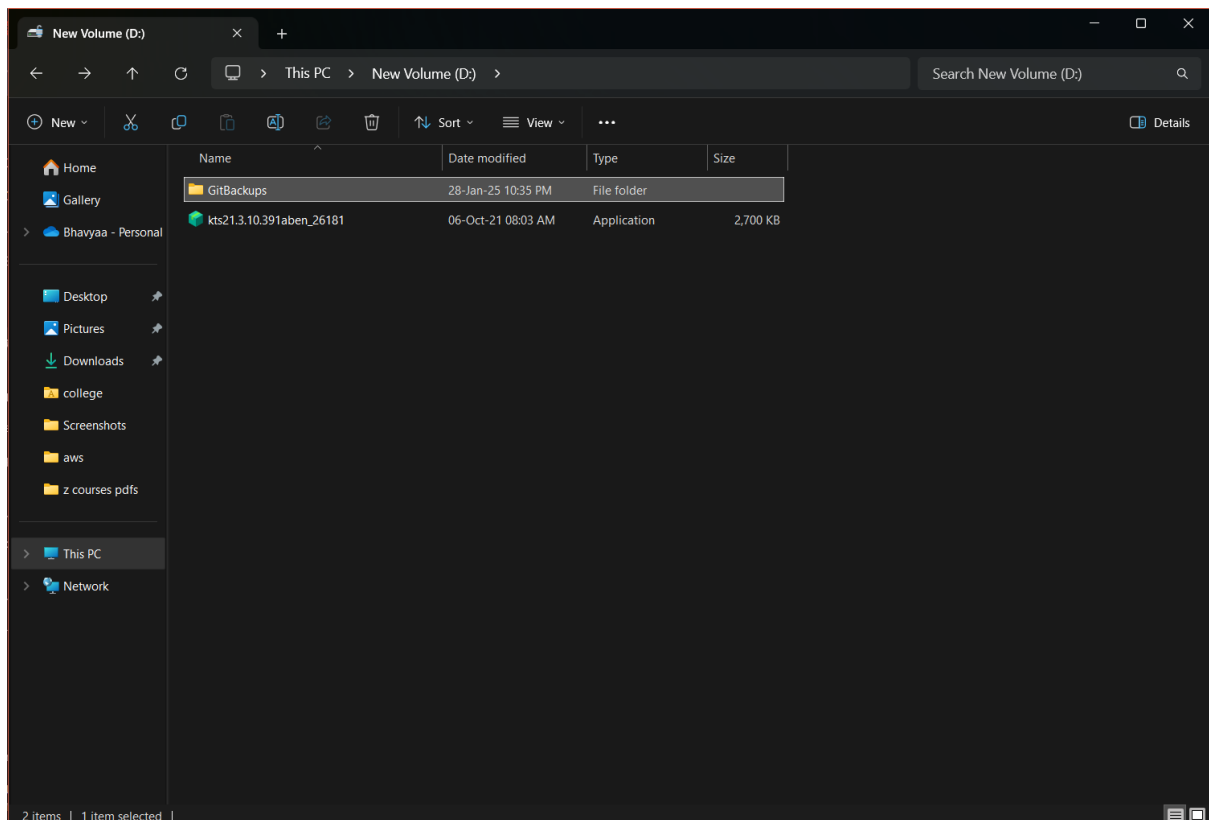 New Volume (D:)
This PC > New Volume (D:) >
Search New Volume (D:)
New
Sort
View
Details
Home
Gallery
Bhavyaa - Personal
Desktop
Pictures
Downloads
college
Screenshots
aws
z courses pdfs
This PC
Network
Name Date modified Type Size
GitBackups 28-Jan-25 10:35 PM File folder
kts21.3.10.391aben_26181 06-Oct-21 08:03 AM Application 2,700 KB
2 items | 1 item selected |